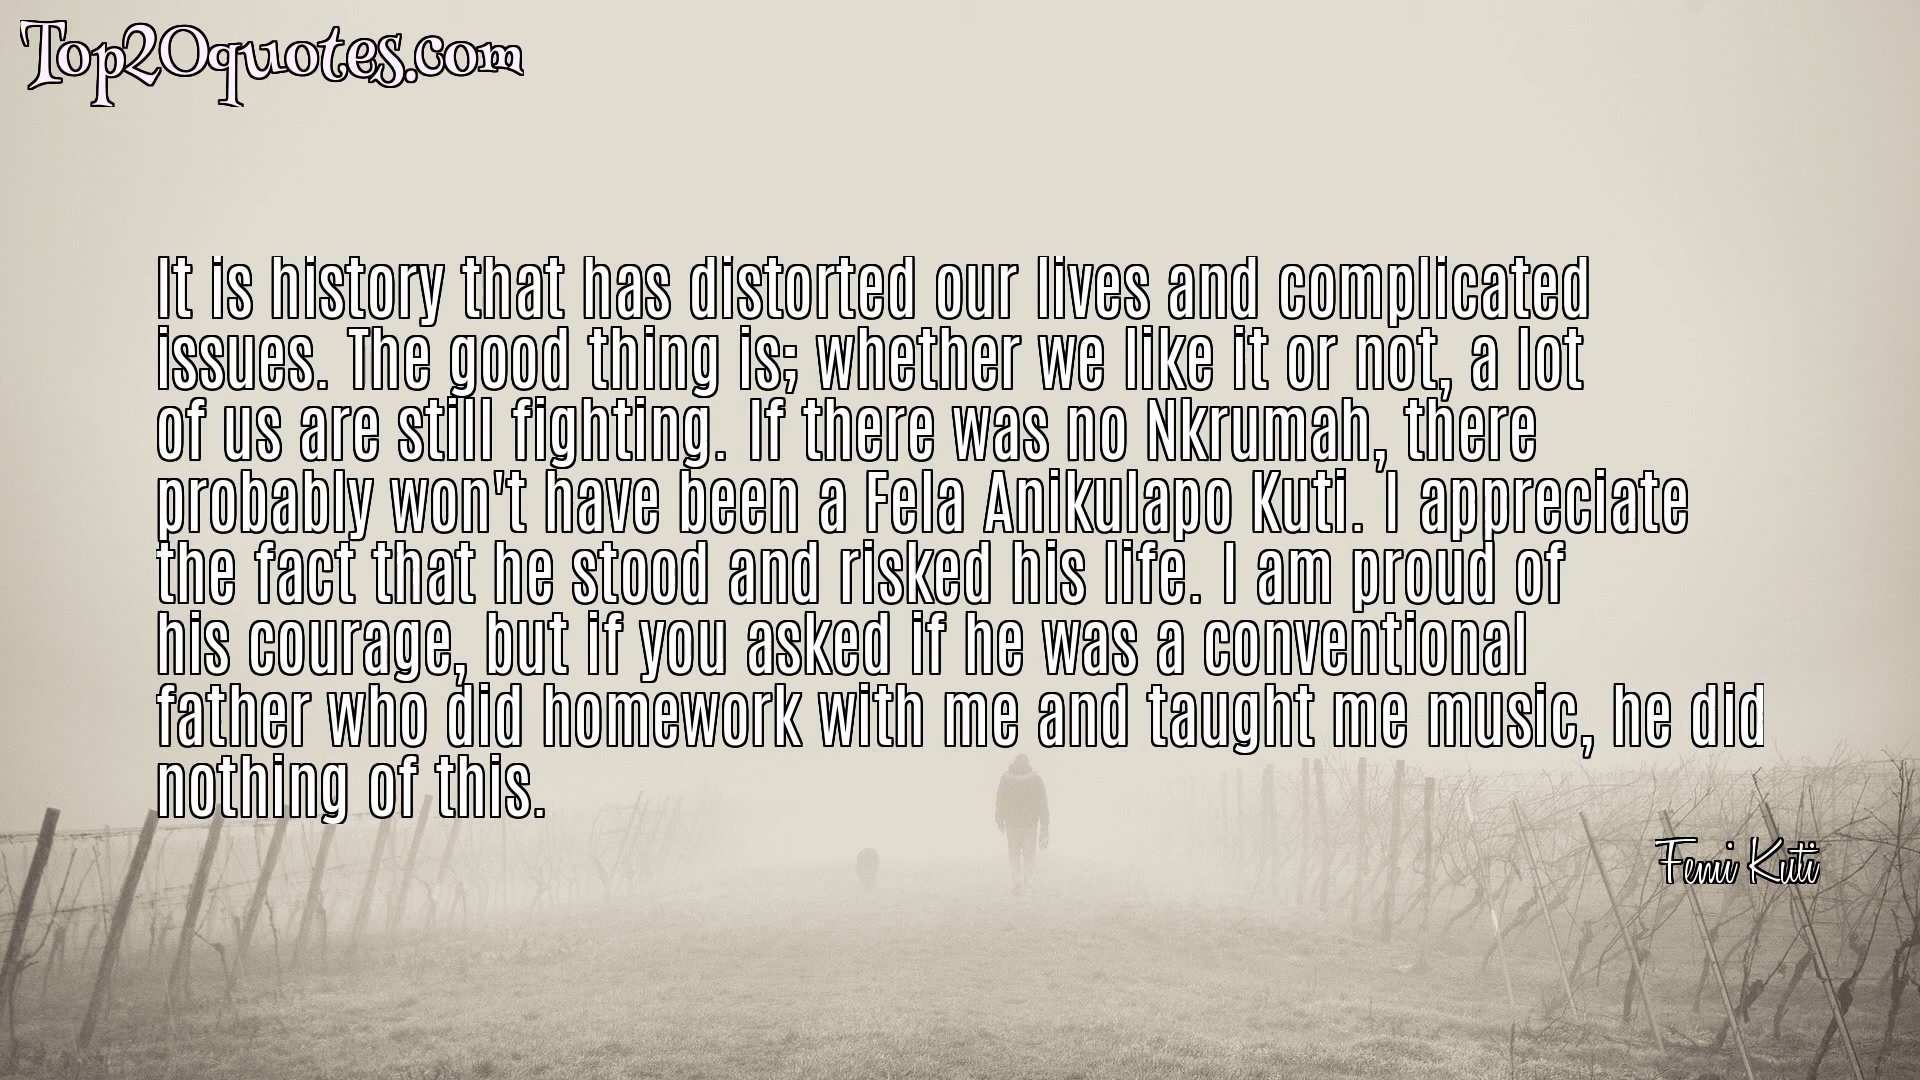 Top20quotes.com
It is history that has distorted our lives and complicated
issues. The good thing is; whether we like it or not, a lot
of us are still fighting. If there was no Nkrumah, there
probably won't have been a Fela Anikulapo Kuti. I appreciate
the fact that he stood and risked his life. I am proud of
his courage, but if you asked if he was a conventional
father who did homework with me and taught me music, he did
nothing of this.
Femi Kuti